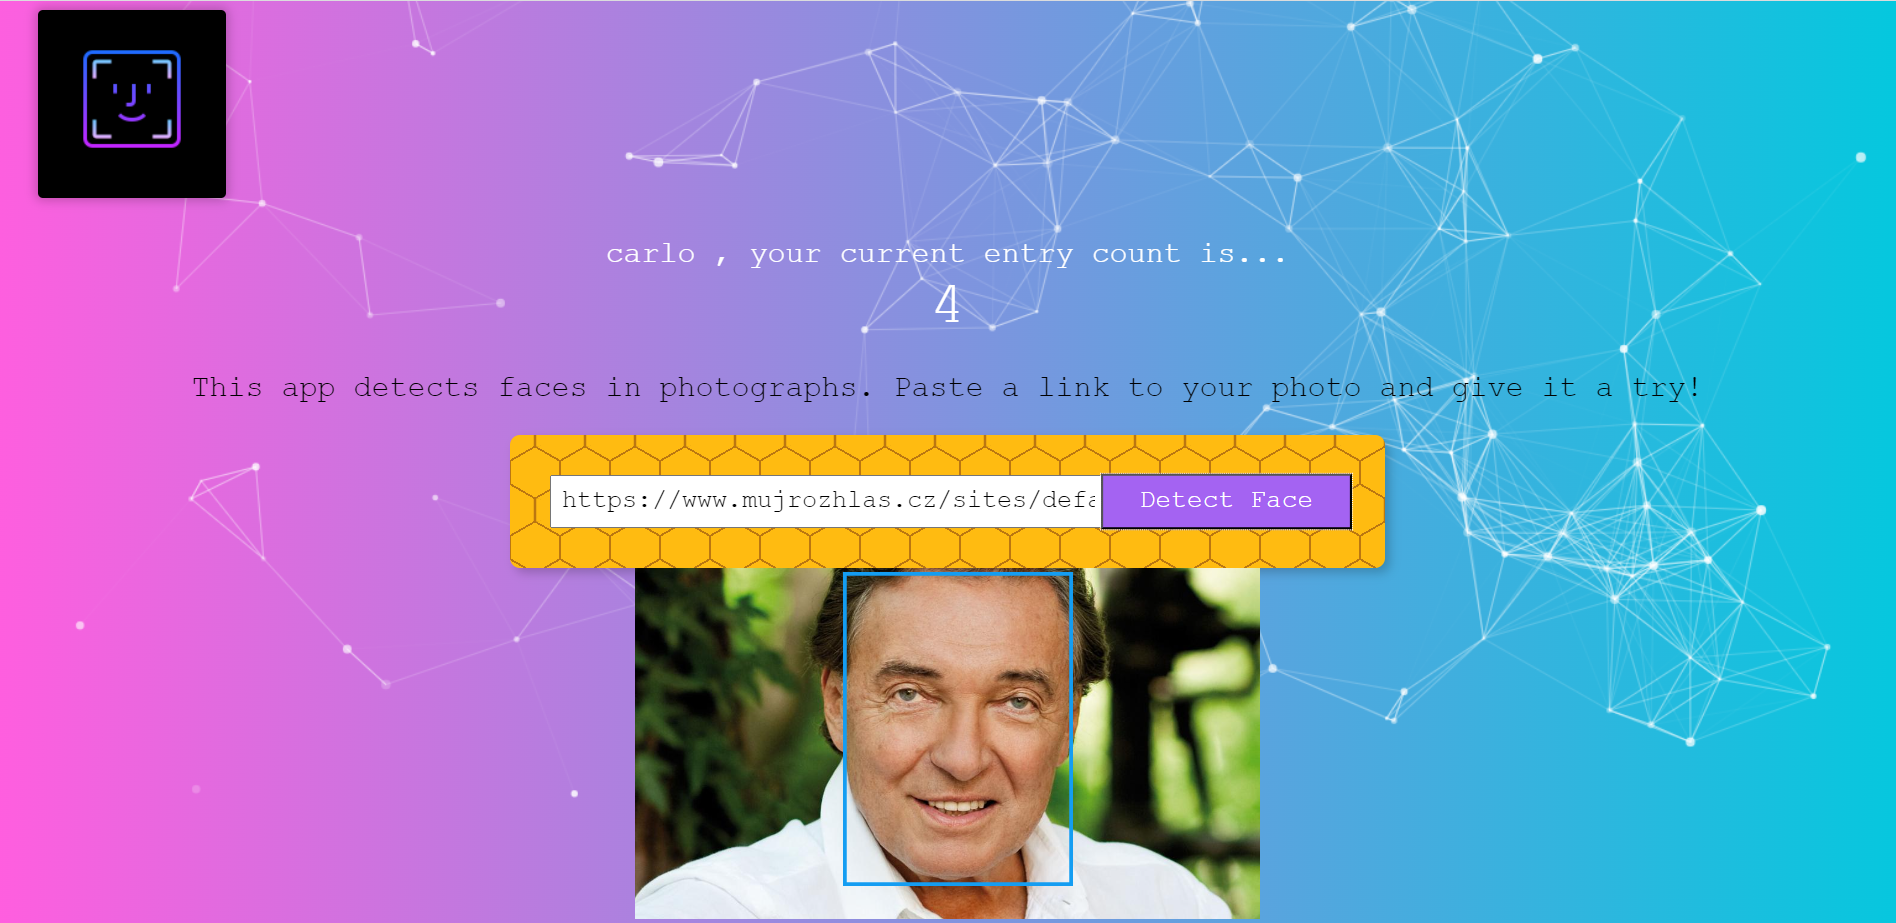 carlo , your current entry count is...
4
This app detects faces in photographs. Paste a link to your photo and give it a try!
https://www.mujrozhlas.cz/sites/defa Detect Face